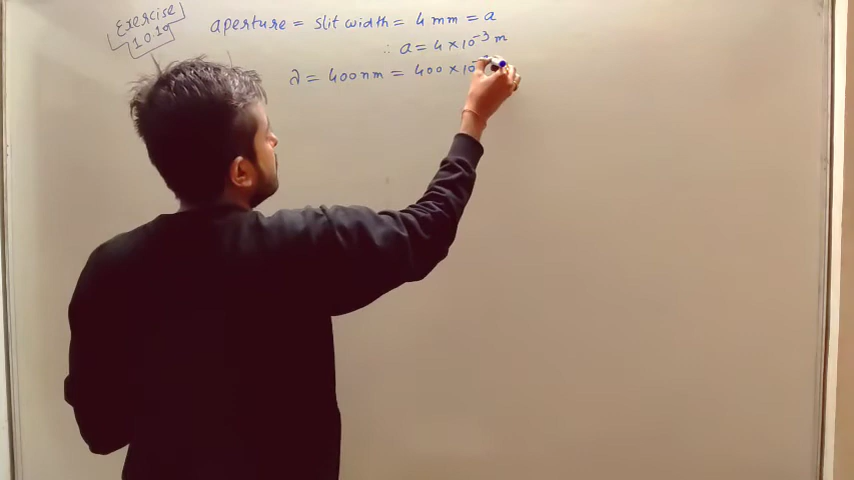 Exercise
10.10
aperture = slit width = 4 mm = a
∴ a = 4 × 10⁻³ m
λ = 400 nm = 400 × 10⁻